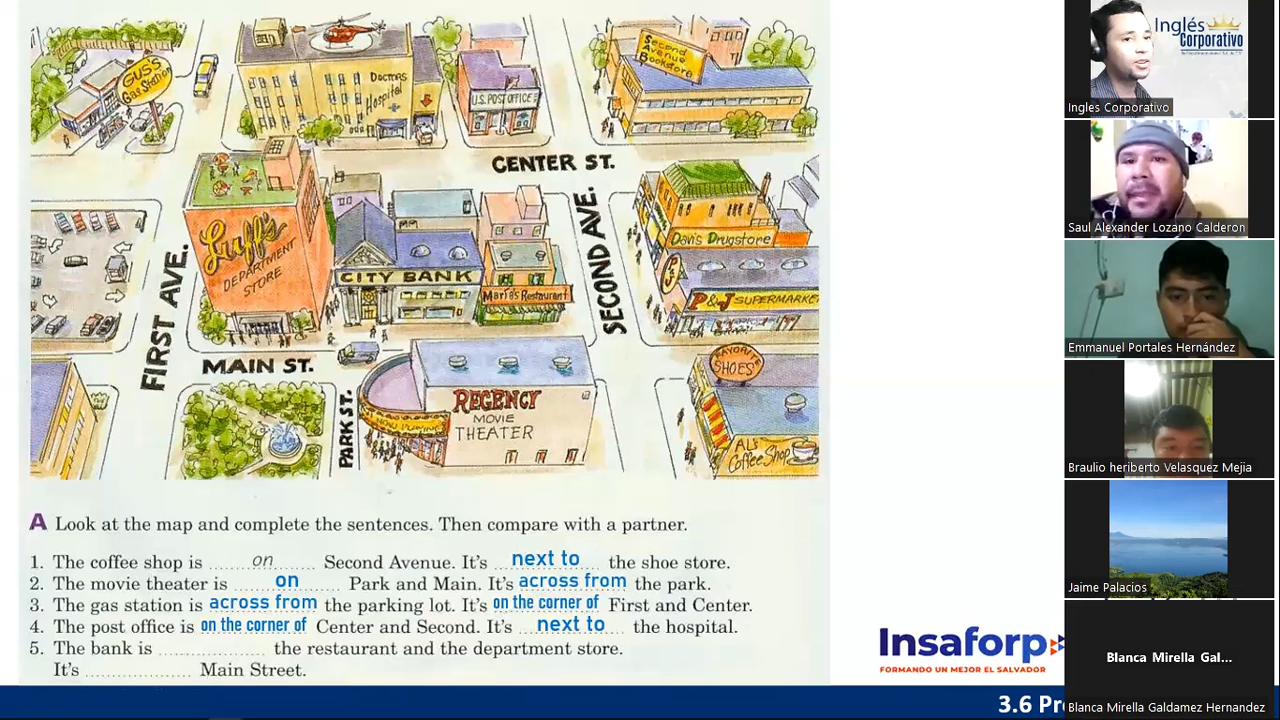 GUS'S
Gas Station
DOCTORS
Hospital
U.S. POST OFFICE
Second
Avenue
Bookstore
CENTER ST.
Luff's
DEPARTMENT
STORE
CITY BANK
Maria's Restaurant
Davis Drugstore
P&J SUPERMARKET
FIRST AVE.
SECOND AVE.
MAIN ST.
PARK ST.
NOW PLAYING
REGENCY
MOVIE
THEATER
SHOES
AL'S
Coffee Shop
A Look at the map and complete the sentences. Then compare with a partner.
1. The coffee shop is on Second Avenue. It's next to the shoe store.
2. The movie theater is on Park and Main. It's across from the park.
3. The gas station is across from the parking lot. It's on the corner of First and Center.
4. The post office is on the corner of Center and Second. It's next to the hospital.
5. The bank is .................. the restaurant and the department store.
It's .................. Main Street.
Insaforp
FORMANDO UN MEJOR EL SALVADOR
3.6 Pr
Inglés
Corporativo
Ingles Corporativo
Saul Alexander Lozano Calderon
Emmanuel Portales Hernández
Braulio heriberto Velasquez Mejia
Jaime Palacios
Blanca Mirella Gal...
Blanca Mirella Galdamez Hernandez